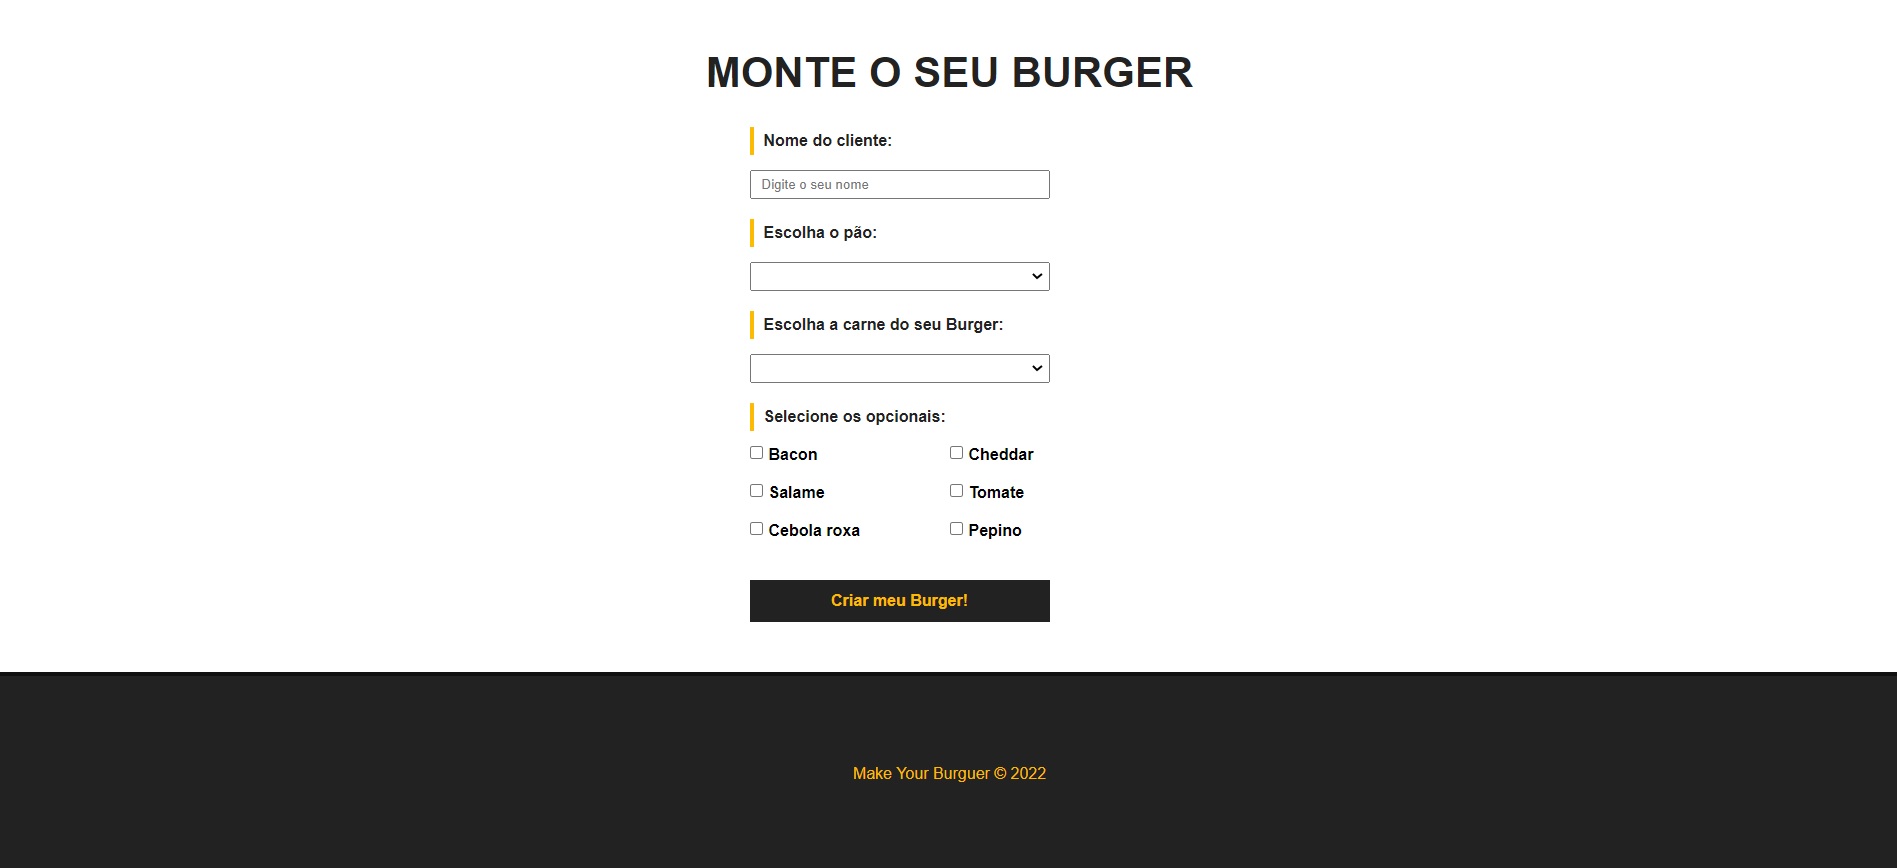 MONTE O SEU BURGER
Nome do cliente:
Digite o seu nome
Escolha o pão:
Escolha a carne do seu Burger:
Selecione os opcionais:
Bacon Cheddar
Salame Tomate
Cebola roxa Pepino
Criar meu Burger!
Make Your Burguer © 2022